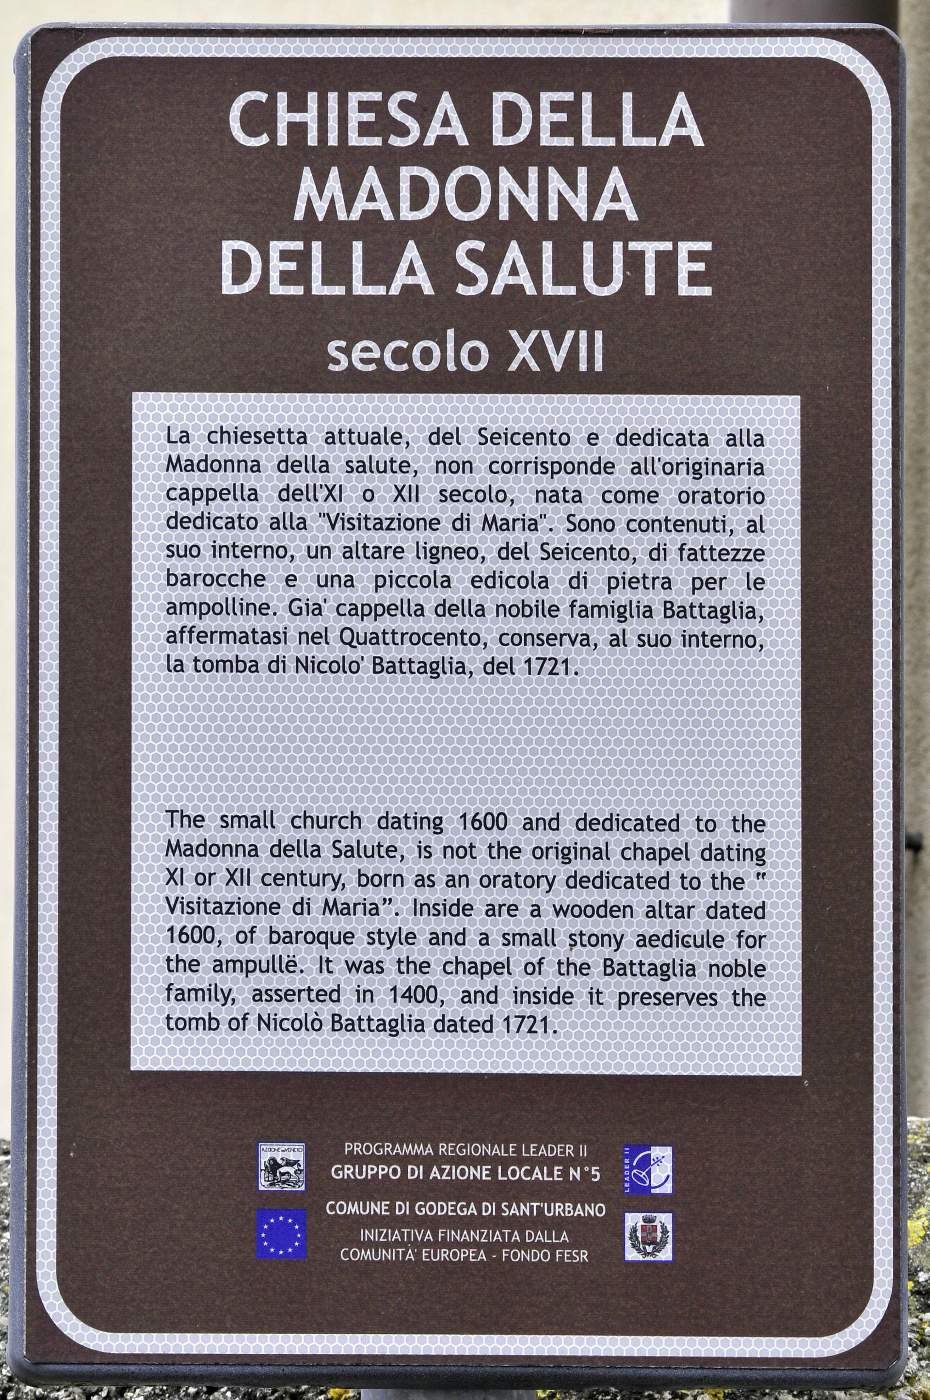 CHIESA DELLA
MADONNA
DELLA SALUTE
secolo XVII
La chiesetta attuale, del Seicento e dedicata alla
Madonna della salute, non corrisponde all'originaria
cappella dell'XI o XII secolo, nata come oratorio
dedicato alla "Visitazione di Maria". Sono contenuti, al
suo interno, un altare ligneo, del Seicento, di fattezze
barocche e una piccola edicola di pietra per le
ampolline. Gia' cappella della nobile famiglia Battaglia,
affermatasi nel Quattrocento, conserva, al suo interno,
la tomba di Nicolo' Battaglia, del 1721.
The small church dating 1600 and dedicated to the
Madonna della Salute, is not the original chapel dating
XI or XII century, born as an oratory dedicated to the “
Visitazione di Maria”. Inside are a wooden altar dated
1600, of baroque style and a small stony aedicule for
the ampullë. It was the chapel of the Battaglia noble
family, asserted in 1400, and inside it preserves the
tomb of Nicolò Battaglia dated 1721.
PROGRAMMA REGIONALE LEADER II
GRUPPO DI AZIONE LOCALE N°5
COMUNE DI GODEGA DI SANT'URBANO
INIZIATIVA FINANZIATA DALLA
COMUNITÁ' EUROPEA - FONDO FESR
LEADER II